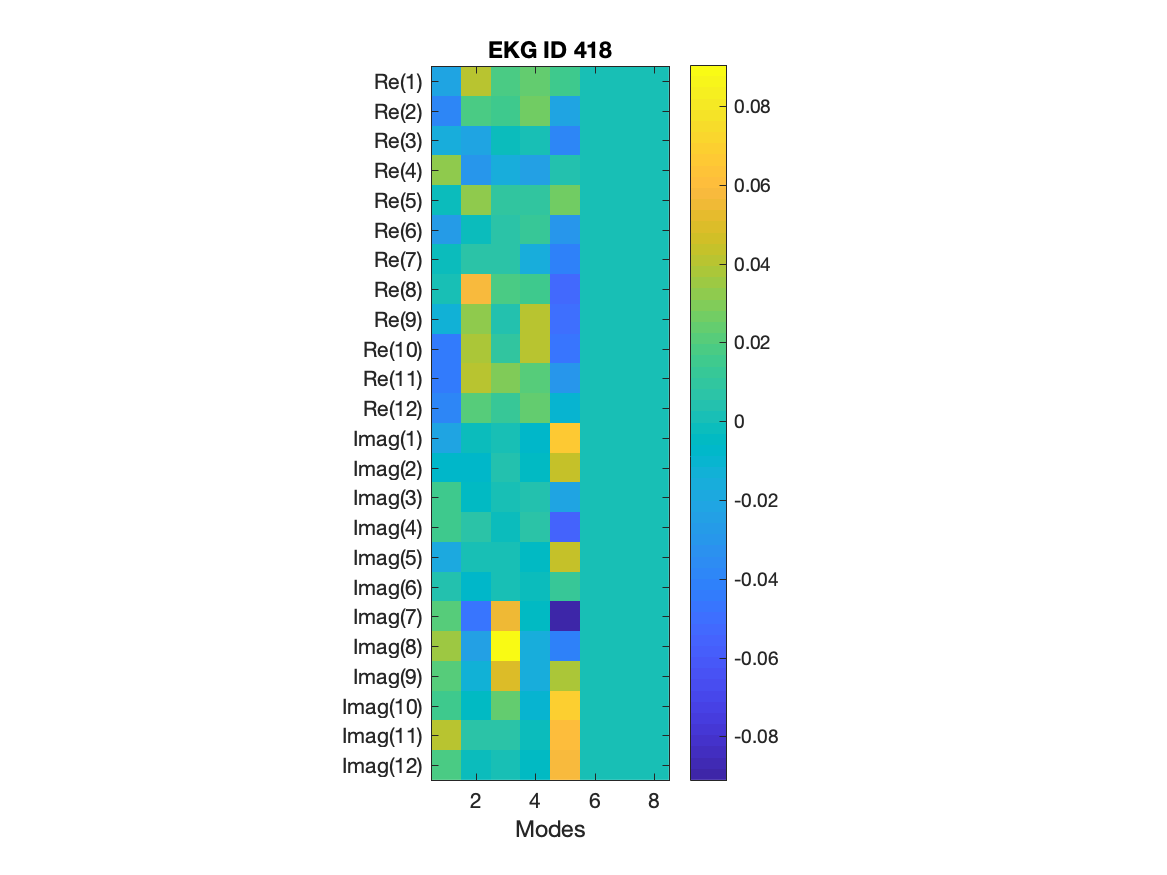 EKG ID 418
Re(1)
Re(2)
Re(3)
Re(4)
Re(5)
Re(6)
Re(7)
Re(8)
Re(9)
Re(10)
Re(11)
Re(12)
Imag(1)
Imag(2)
Imag(3)
Imag(4)
Imag(5)
Imag(6)
Imag(7)
Imag(8)
Imag(9)
Imag(10)
Imag(11)
Imag(12)
2 4 6 8
Modes
0.08
0.06
0.04
0.02
0
-0.02
-0.04
-0.06
-0.08